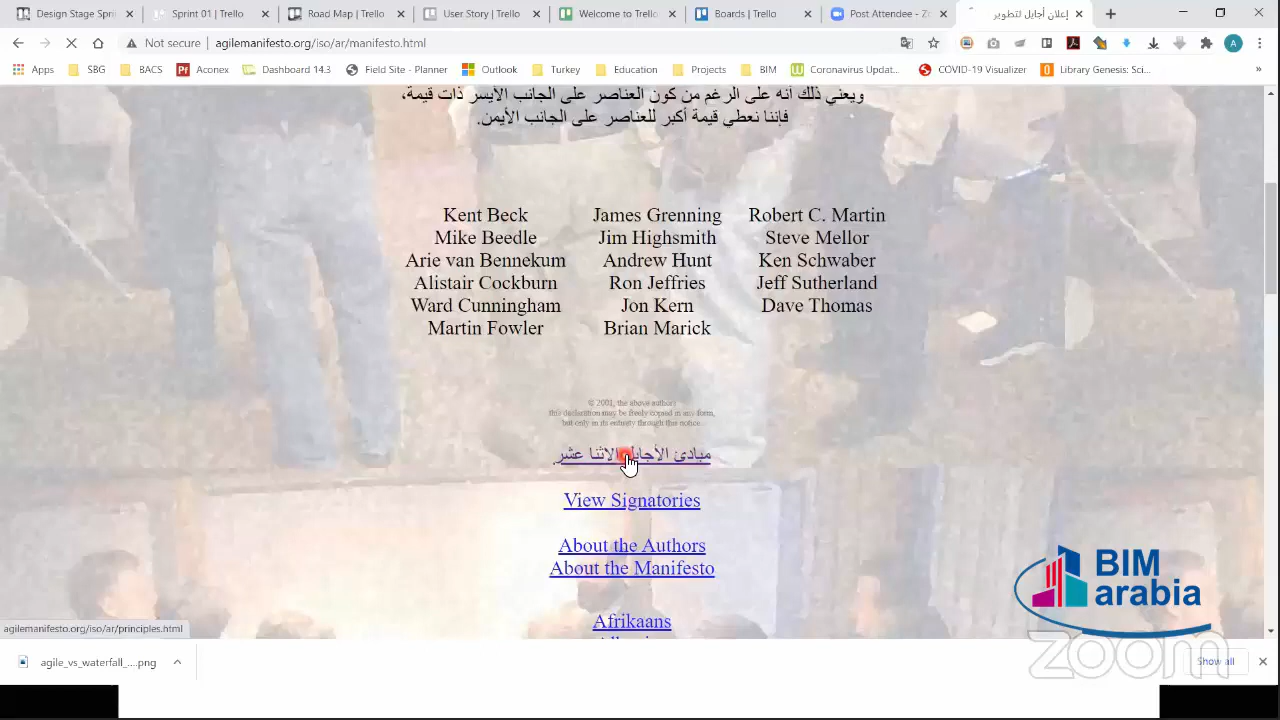 Design Stage Spri
Sprint 01 | Trello
Road Map | Trello
User Story | Trello
Welcome to Trello
Boards | Trello
Post Attendee - Zo
إعلان أجايل لتطوير
Not secure | agilemanifesto.org/iso/ar/manifesto.html
A
Apps
SBG
BACS
Aconex
Dashboard 14.3
Field Site - Planner
Outlook
Turkey
Education
Projects
BIM
Coronavirus Updat...
COVID-19 Visualizer
Library Genesis: Sci...
ويعني ذلك أنه على الرغم من كون العناصر على الجانب الأيسر ذات قيمة،
فإننا نعطي قيمة أكبر للعناصر على الجانب الأيمن.
Kent Beck James Grenning Robert C. Martin
Mike Beedle Jim Highsmith Steve Mellor
Arie van Bennekum Andrew Hunt Ken Schwaber
Alistair Cockburn Ron Jeffries Jeff Sutherland
Ward Cunningham Jon Kern Dave Thomas
Martin Fowler Brian Marick
© 2001, the above authors
this declaration may be freely copied in any form,
but only in its entirety through this notice.
مبادئ الأجايل الاثنا عشر
View Signatories
About the Authors
About the Manifesto
Afrikaans
BIM
arabia
agilemanifesto.org/iso/ar/principles.html
agile_vs_waterfall_....png
Show all
zoom